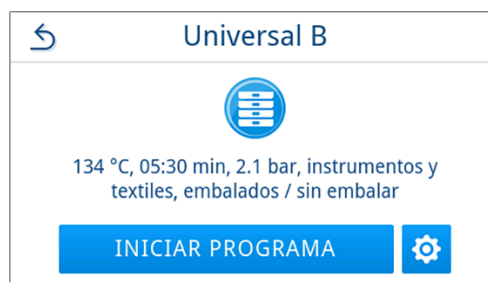 Universal B
134 °C, 05:30 min, 2.1 bar, instrumentos y
textiles, embalados / sin embalar
INICIAR PROGRAMA